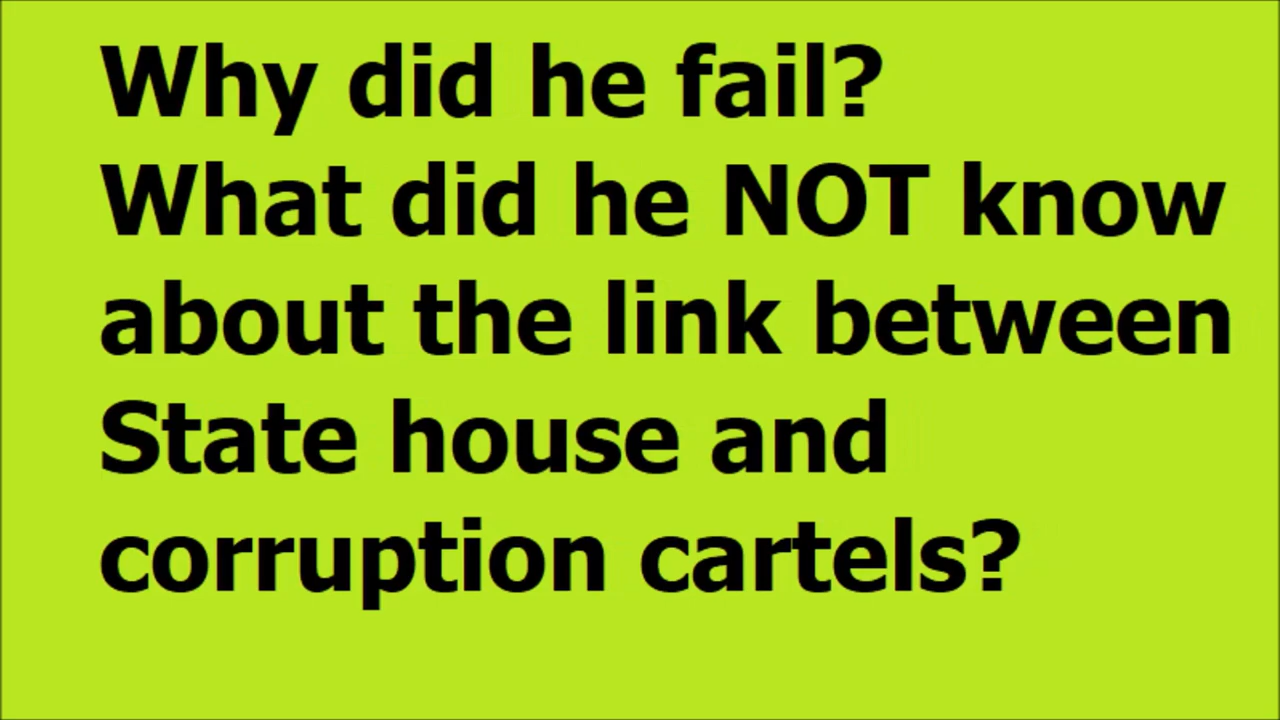 Why did he fail?
What did he NOT know
about the link between
State house and
corruption cartels?